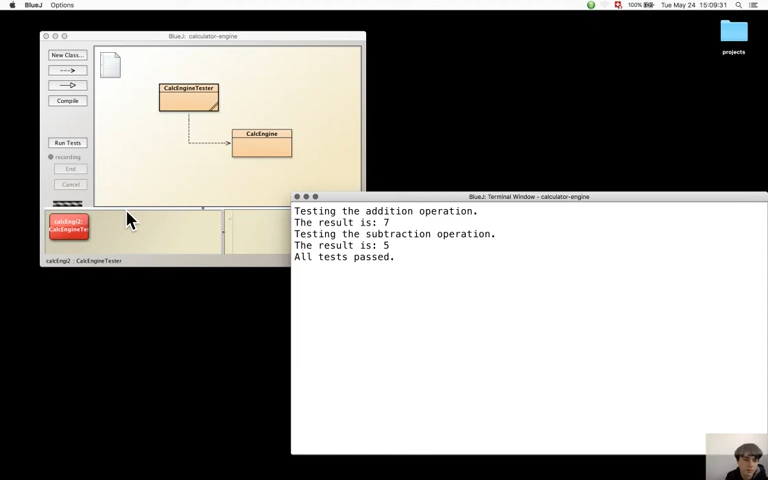 BlueJ Options
100% Tue May 24 15:09:31
BlueJ: calculator-engine
New Class...
Compile
Run Tests
recording
End
Cancel
CalcEngineTester
CalcEngine
calcEngi2:
CalcEngineTes
calcEngi2 : CalcEngineTester
projects
BlueJ: Terminal Window - calculator-engine
Testing the addition operation.
The result is: 7
Testing the subtraction operation.
The result is: 5
All tests passed.